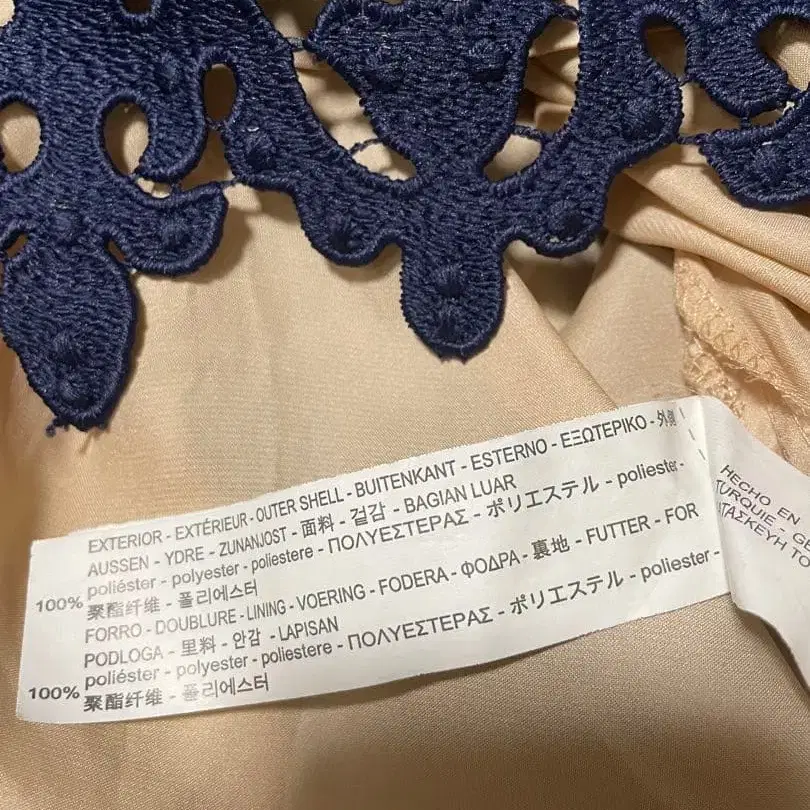 EXTERIOR - EXTÉRIEUR - OUTER SHELL - BUITENKANT - ESTERNO - ΕΞΩΤΕΡΙΚΟ - 外側
AUSSEN - YDRE - ZUNANJOST - 面料 - 겉감 - BAGIAN LUAR
poliéster - polyester - poliestere - ΠΟΛΥΕΣΤΕΡΑΣ - ポリエステル - poliester -
100% 聚酯纤维 - 폴리에스터
FORRO - DOUBLURE - LINING - VOERING - FODERA - ΦΟΔΡΑ - 裏地 - FUTTER - FOR
PODLOGA - 里料 - 안감 - LAPISAN
poliéster - polyester - poliestere - ΠΟΛΥΕΣΤΕΡΑΣ - ポリエステル - poliester -
100% 聚酯纤维 - 폴리에스터
HECHO EN
TURQUIE - GE
ΑΤΑΣΚΕΥΗ ΤΟ